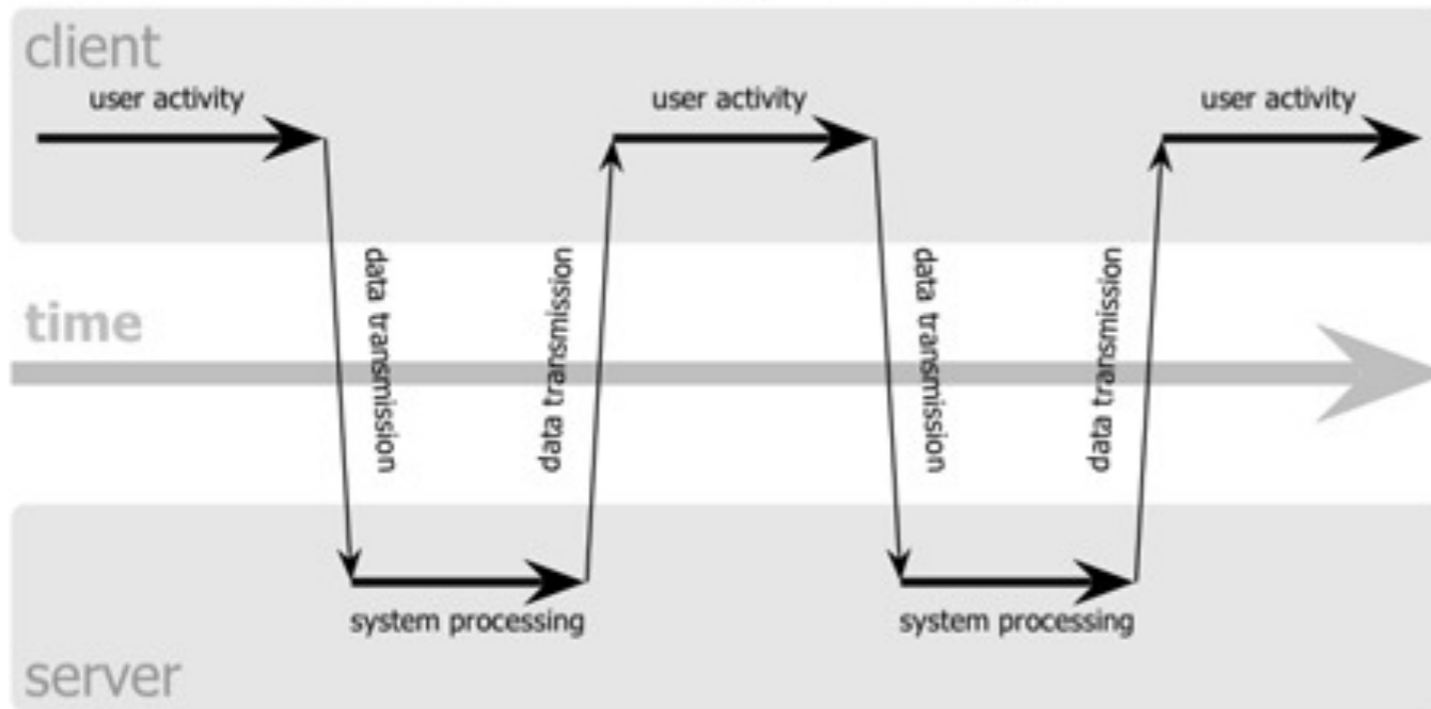 client
user activity
user activity
user activity
data transmission
data transmission
data transmission
data transmission
time
system processing
system processing
server